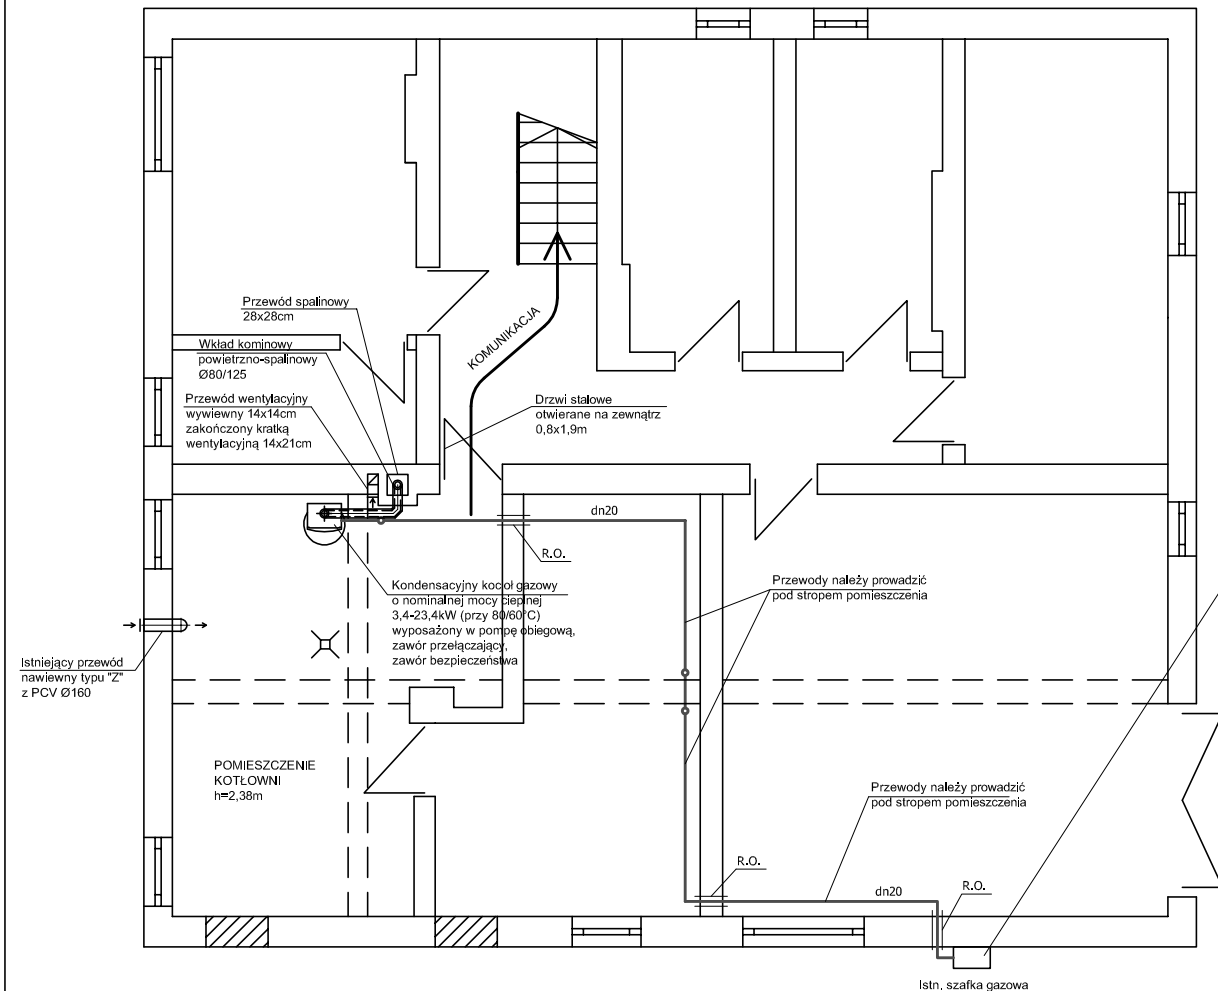 Przewód spalinowy
28x28cm
Wkład kominowy
powietrzno-spalinowy
Ø80/125
Przewód wentylacyjny
wywiewny 14x14cm
zakończony kratką
wentylacyjną 14x21cm
KOMUNIKACJA
Drzwi stalowe
otwierane na zewnątrz
0,8x1,9m
dn20
R.O.
Kondensacyjny kocioł gazowy
o nominalnej mocy cieplnej
3,4-23,4kW (przy 80/60°C)
wyposażony w pompę obiegową,
zawór przełączający,
zawór bezpieczeństwa
Przewody należy prowadzić
pod stropem pomieszczenia
Istniejący przewód
nawiewny typu "Z"
z PCV Ø160
POMIESZCZENIE
KOTŁOWNI
h=2,38m
Przewody należy prowadzić
pod stropem pomieszczenia
R.O.
dn20
R.O.
Istn. szafka gazowa